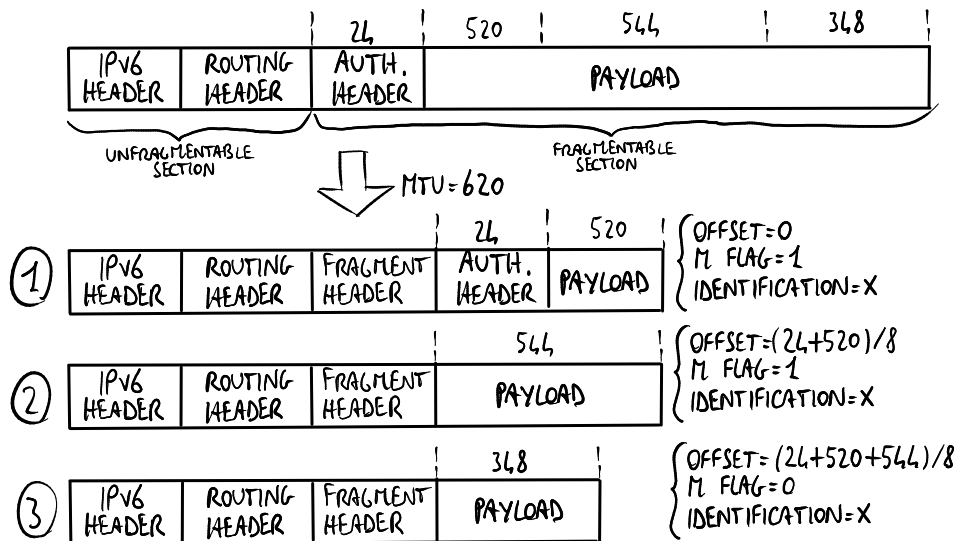 24 520 544 348
IPV6 HEADER ROUTING HEADER AUTH. HEADER PAYLOAD
UNFRAGMENTABLE SECTION FRAGMENTABLE SECTION
MTU=620
24 520
1 IPV6 HEADER ROUTING HEADER FRAGMENT HEADER AUTH. HEADER PAYLOAD
OFFSET=0
M FLAG=1
IDENTIFICATION=X
544
2 IPV6 HEADER ROUTING HEADER FRAGMENT HEADER PAYLOAD
OFFSET=(24+520)/8
M FLAG=1
IDENTIFICATION=X
348
3 IPV6 HEADER ROUTING HEADER FRAGMENT HEADER PAYLOAD
OFFSET=(24+520+544)/8
M FLAG=0
IDENTIFICATION=X